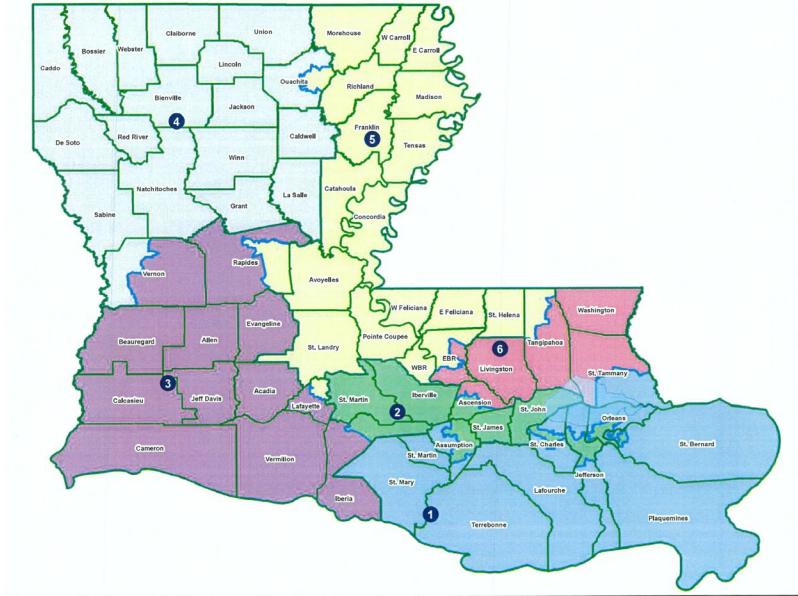 Claiborne
Union
Morehouse
W Carroll
E Carroll
Bossier
Webster
Caddo
Lincoln
Ouachita
Richland
Madison
Bienville
Jackson
4
Franklin
5
Red River
Caldwell
De Soto
Tensas
Winn
Natchitoches
La Salle
Catahoula
Grant
Sabine
Concordia
Rapides
Vernon
Avoyelles
W Feliciana
E Feliciana
St. Helena
Washington
Evangeline
Pointe Coupee
Beauregard
Allen
Tangipahoa
St. Landry
6
EBR
WBR
Livingston
St. Tammany
3
Calcasieu
Jeff Davis
Acadia
St. Martin
Iberville
Lafayette
Ascension
2
St. John
Orleans
St. James
Cameron
Assumption
St. Charles
St. Bernard
St. Martin
Vermilion
Jefferson
St. Mary
Lafourche
Iberia
1
Terrebonne
Plaquemines